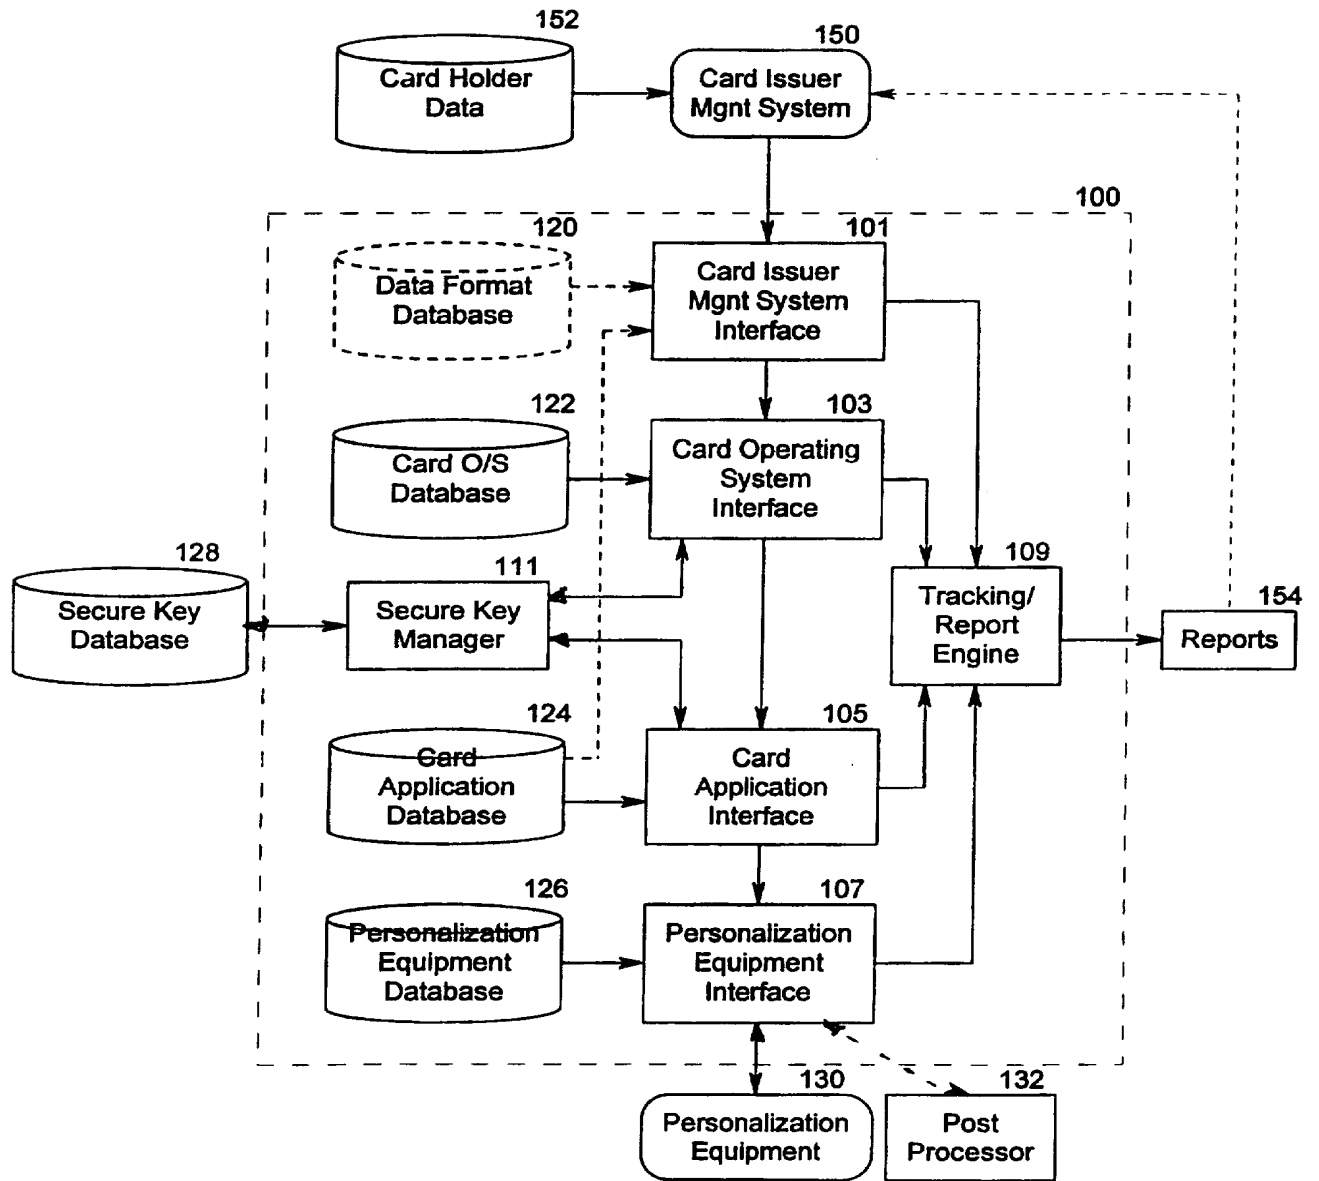 152
Card Holder
Data
150
Card Issuer
Mgnt System
100
120
Data Format
Database
101
Card Issuer
Mgnt System
Interface
122
Card O/S
Database
103
Card Operating
System
Interface
128
Secure Key
Database
111
Secure Key
Manager
109
Tracking/
Report
Engine
154
Reports
124
Card
Application
Database
105
Card
Application
Interface
126
Personalization
Equipment
Database
107
Personalization
Equipment
Interface
130
Personalization
Equipment
132
Post
Processor